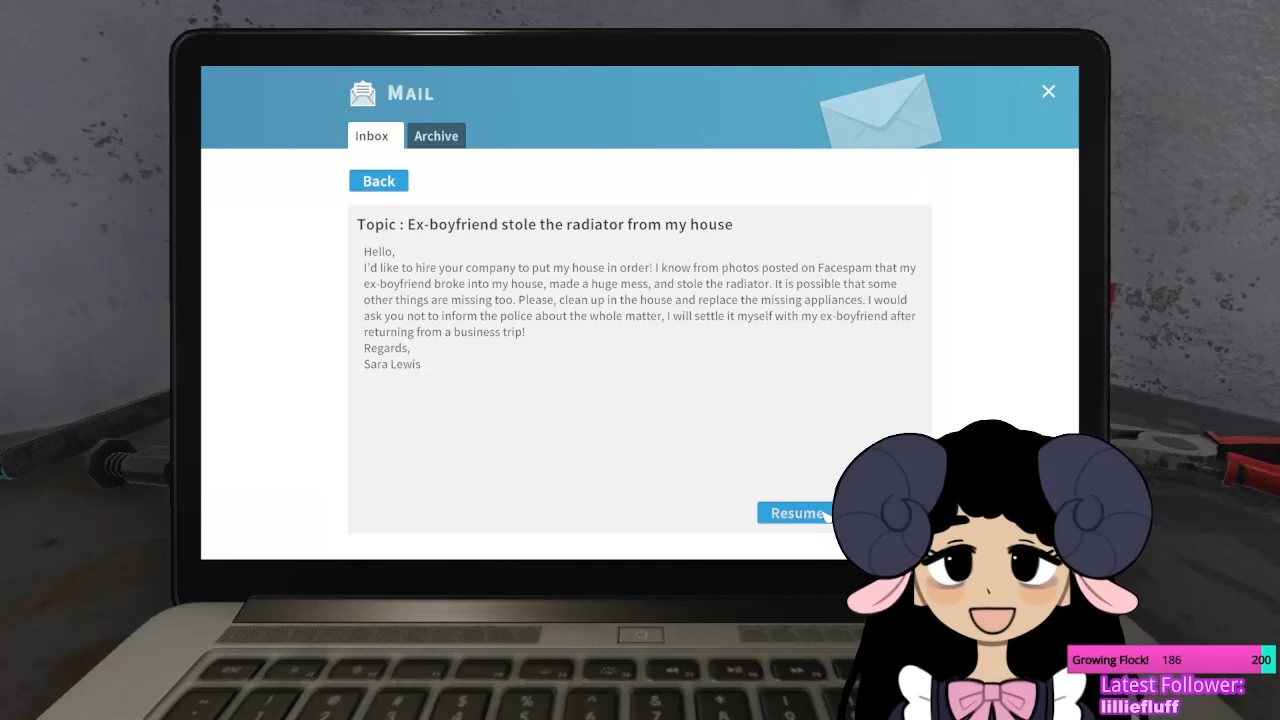 MAIL
Inbox
Archive
Back
Topic : Ex-boyfriend stole the radiator from my house
Hello,
I'd like to hire your company to put my house in order! I know from photos posted on Facespam that my
ex-boyfriend broke into my house, made a huge mess, and stole the radiator. It is possible that some
other things are missing too. Please, clean up in the house and replace the missing appliances. I would
ask you not to inform the police about the whole matter, I will settle it myself with my ex-boyfriend after
returning from a business trip!
Regards,
Sara Lewis
Resume
Growing Flock! 186 200
Latest Follower:
lilliefluff